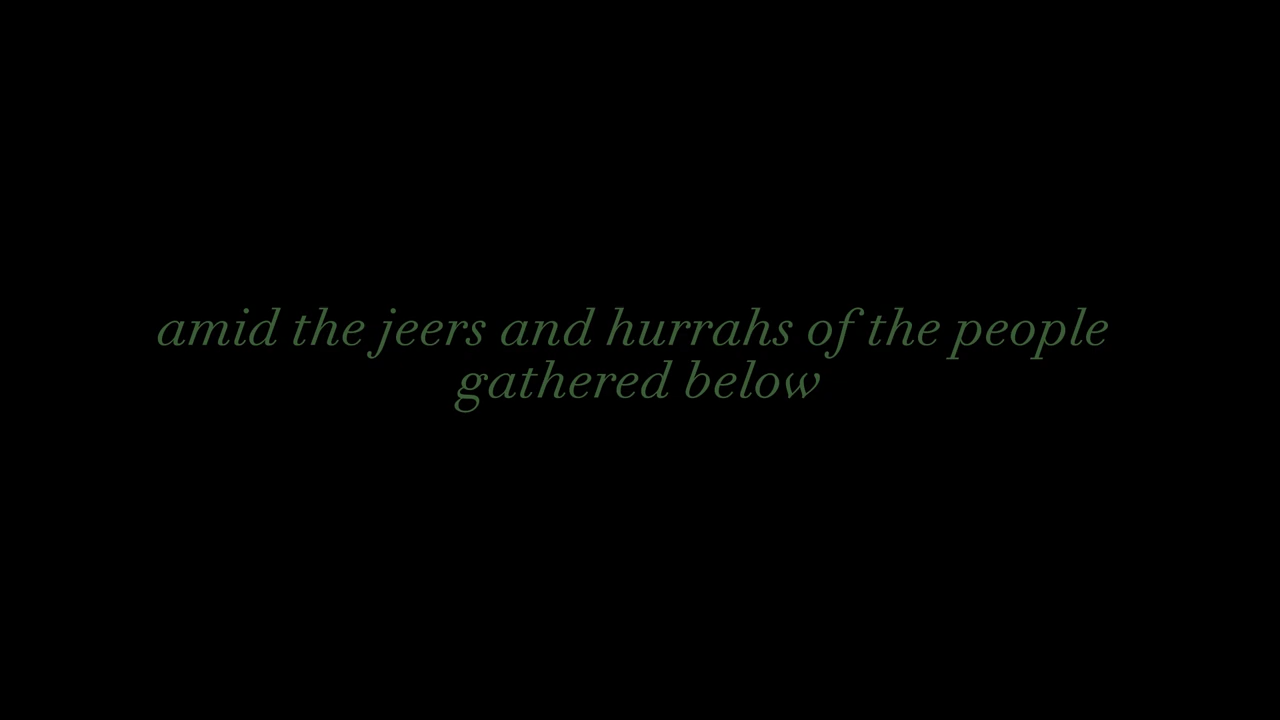 amid the jeers and hurrahs of the people
gathered below